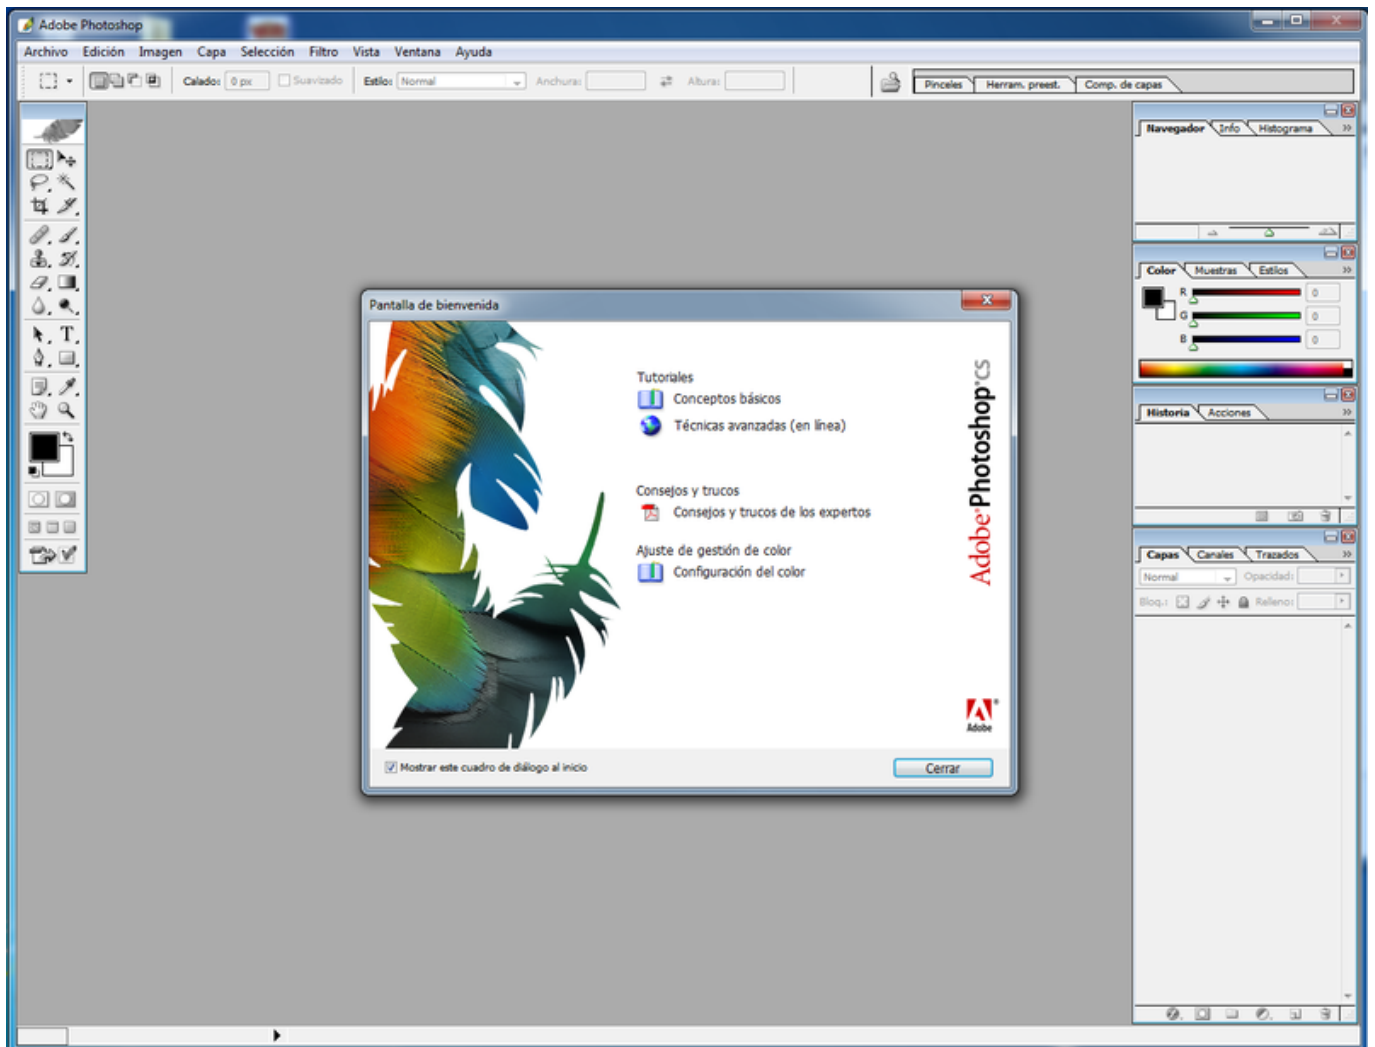 Adobe Photoshop
Archivo Edición Imagen Capa Selección Filtro Vista Ventana Ayuda
Calado: 0 px Suavizado Estilo: Normal Anchura: Altura: Pinceles Herram. preest. Comp. de capas
Navegador Info Histograma
Color Muestras Estilos
R 0
G 0
B 0
Historia Acciones
Capas Canales Trazados
Normal Opacidad:
Bloq.: Relleno:
Pantalla de bienvenida
Tutoriales
Conceptos básicos
Técnicas avanzadas (en línea)
Consejos y trucos
Consejos y trucos de los expertos
Ajuste de gestión de color
Configuración del color
Adobe® Photoshop® CS
Adobe
Mostrar este cuadro de diálogo al inicio
Cerrar